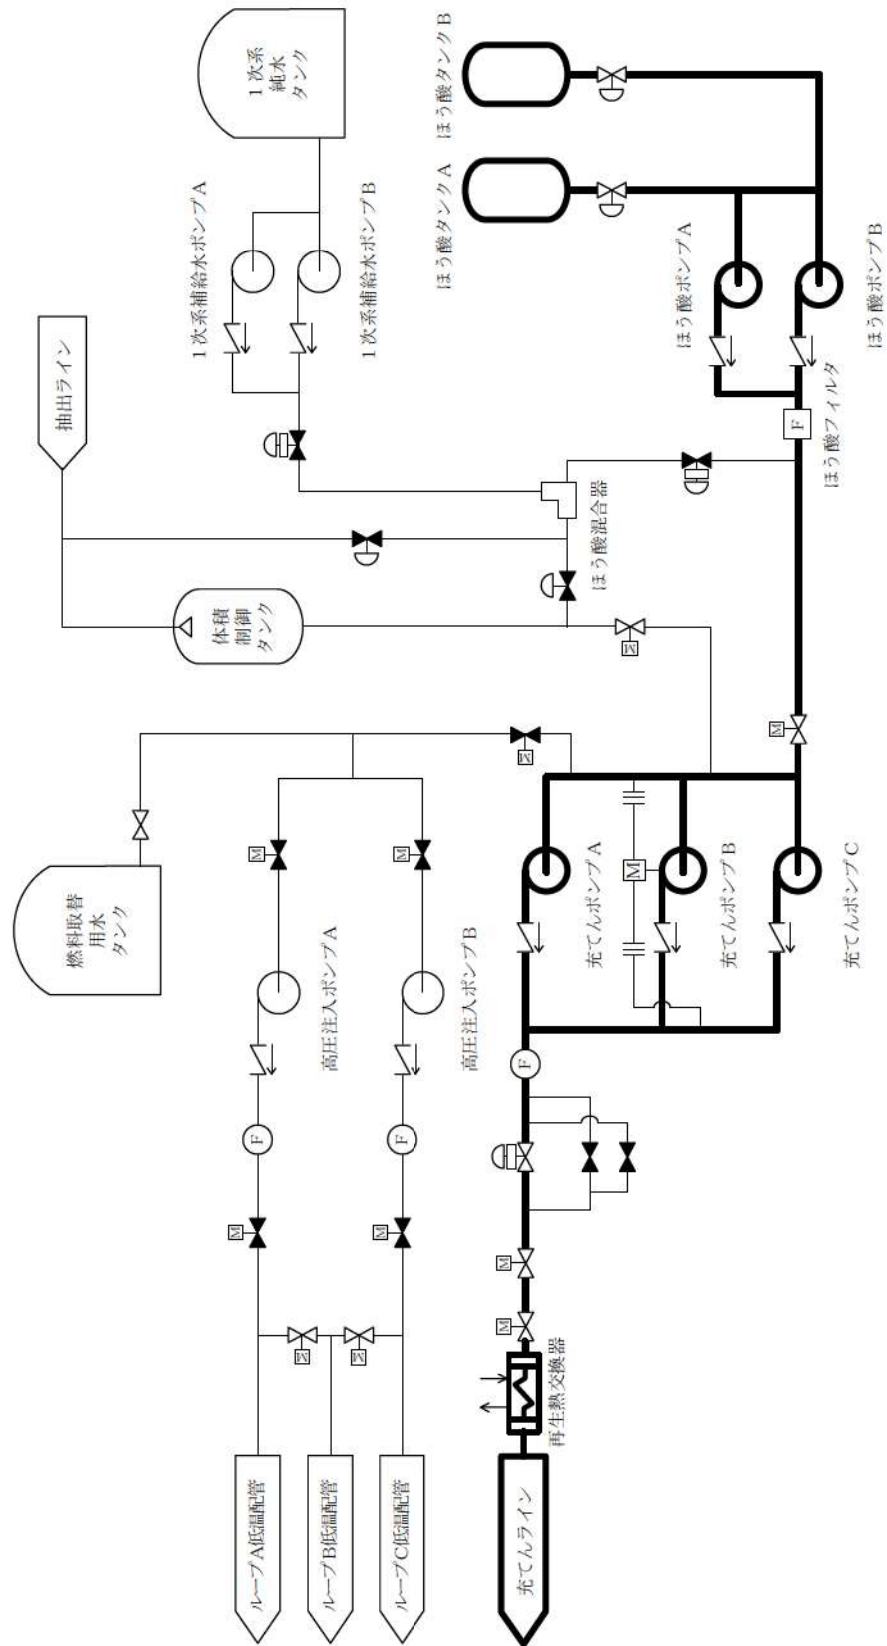 1次系
純水
タンク
ほう酸タンクB
ほう酸タンクA
1次系補給水ポンプA
1次系補給水ポンプB
ほう酸ポンプA
ほう酸ポンプB
抽出ライン
F
ほう酸フィルタ
ほう酸混合器
体積
制御
タンク
M
M
M
燃料取替
用水
タンク
M
M
高圧注入ポンプA
高圧注入ポンプB
M
充てんポンプA
充てんポンプB
充てんポンプC
F
F
F
M
M
M
M
M
M
再生熱交換器
ループA低温配管
ループB低温配管
ループC低温配管
充てんライン